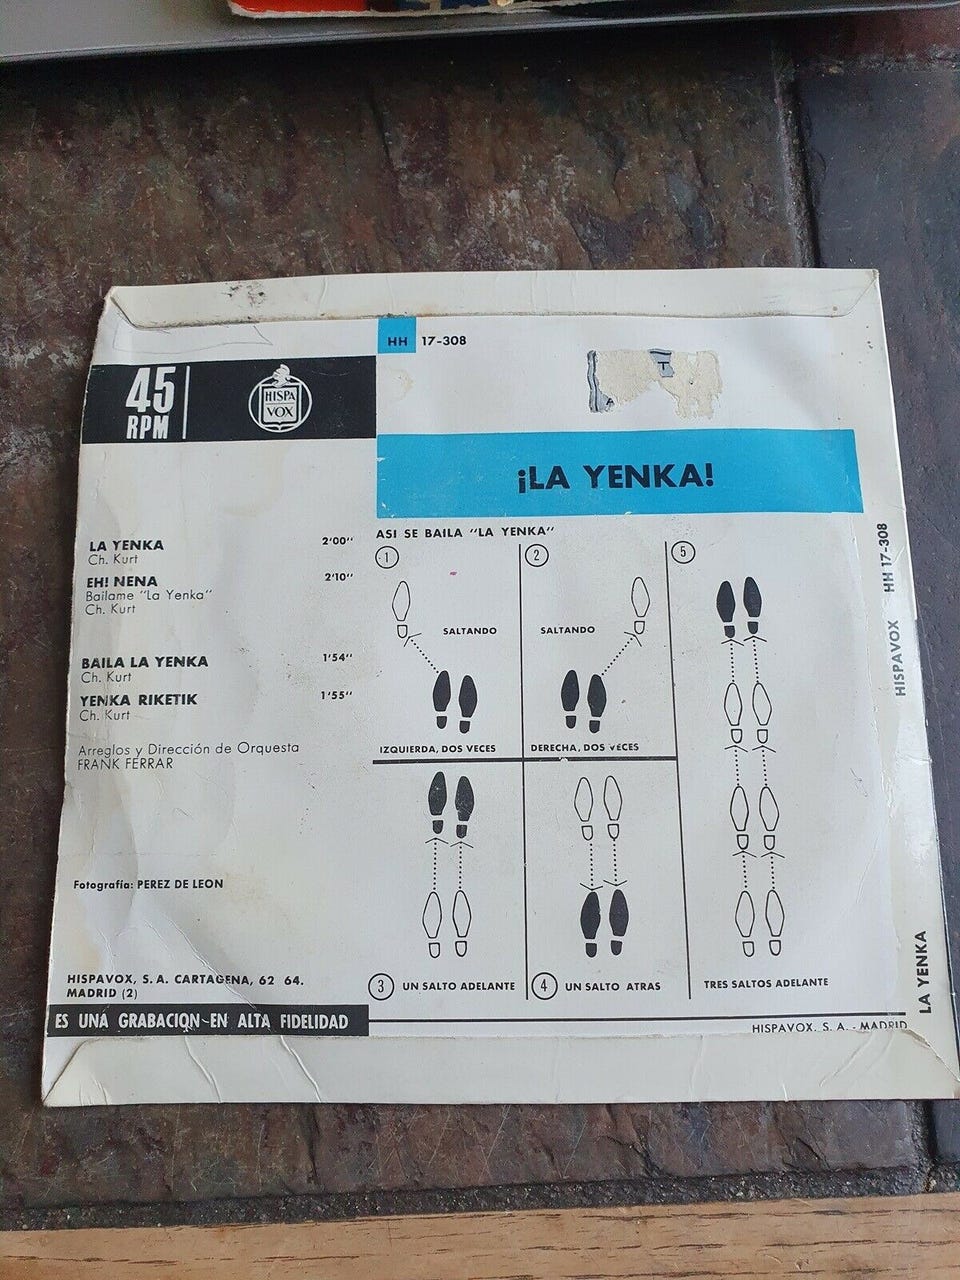 HH 17-308
45
RPM
HISPA
VOX
¡LA YENKA!
LA YENKA 2'00''
Ch. Kurt
EH! NENA 2'10''
Bailame "La Yenka"
Ch. Kurt
BAILA LA YENKA 1'54''
Ch. Kurt
YENKA RIKETIK 1'55''
Ch. Kurt
Arreglos y Dirección de Orquesta
FRANK FERRAR
Fotografía: PEREZ DE LEON
HISPAVOX, S. A. CARTAGENA, 62 64.
MADRID (2)
ES UNA GRABACION EN ALTA FIDELIDAD
ASI SE BAILA "LA YENKA"
1
SALTANDO
IZQUIERDA, DOS VECES
2
SALTANDO
DERECHA, DOS VECES
3 UN SALTO ADELANTE
4 UN SALTO ATRAS
5
TRES SALTOS ADELANTE
HISPAVOX, S. A. - MADRID
LA YENKA HISPAVOX HH 17-308